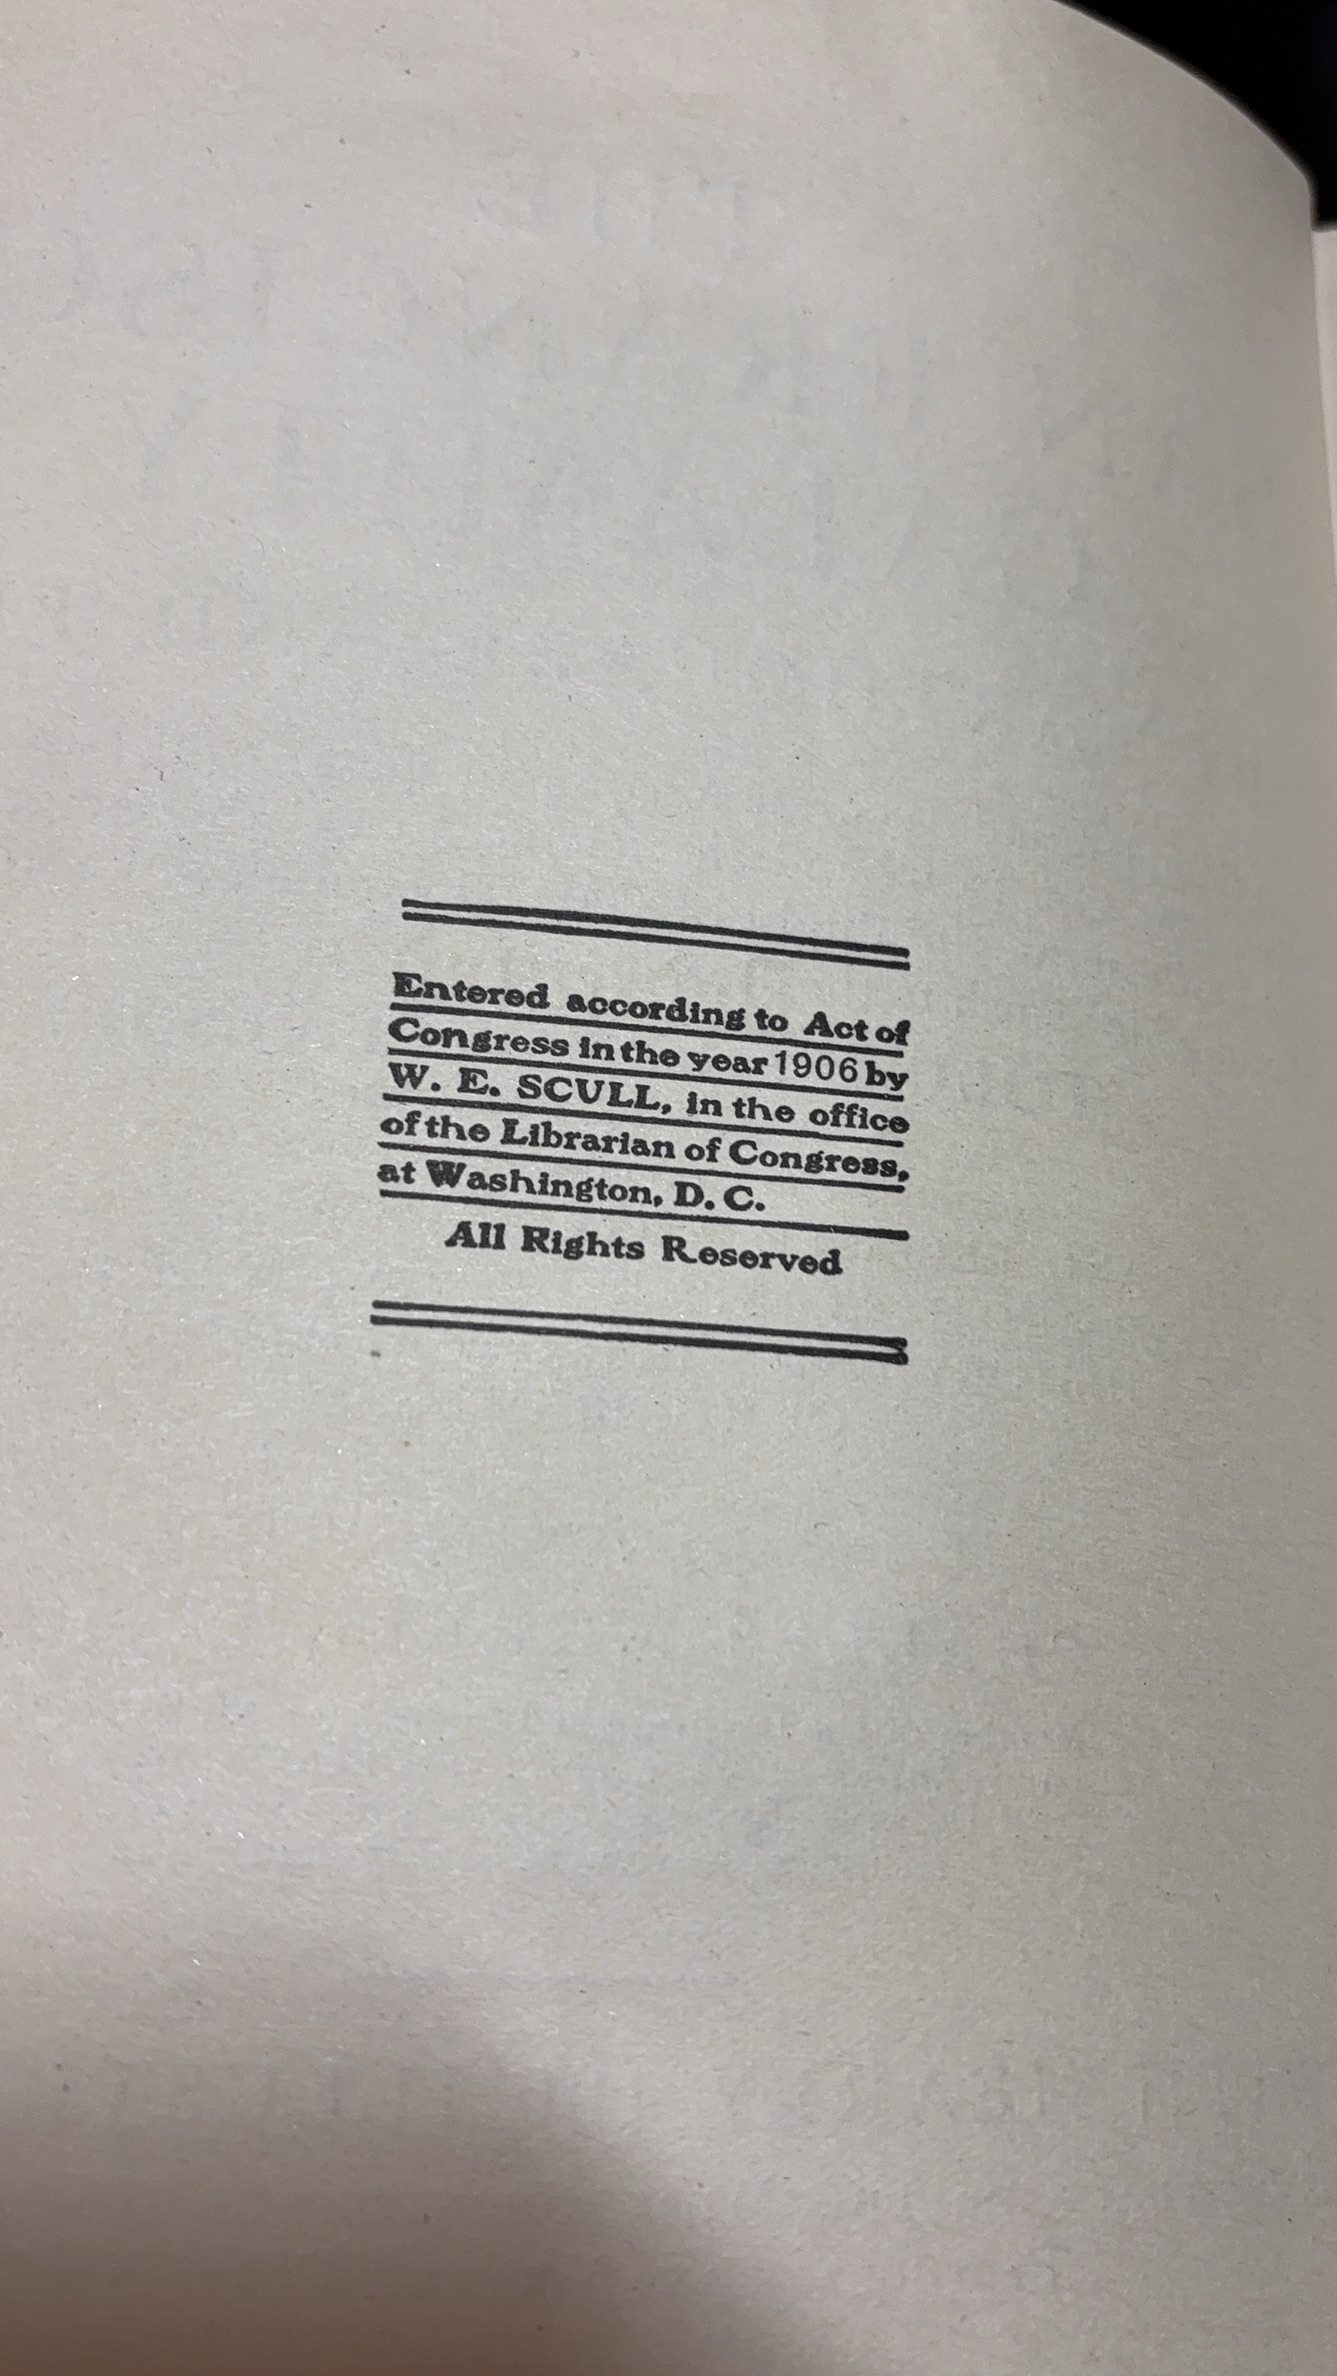 Entered according to Act of
Congress in the year 1906 by
W. E. SCULL, in the office
of the Librarian of Congress,
at Washington, D. C.
All Rights Reserved